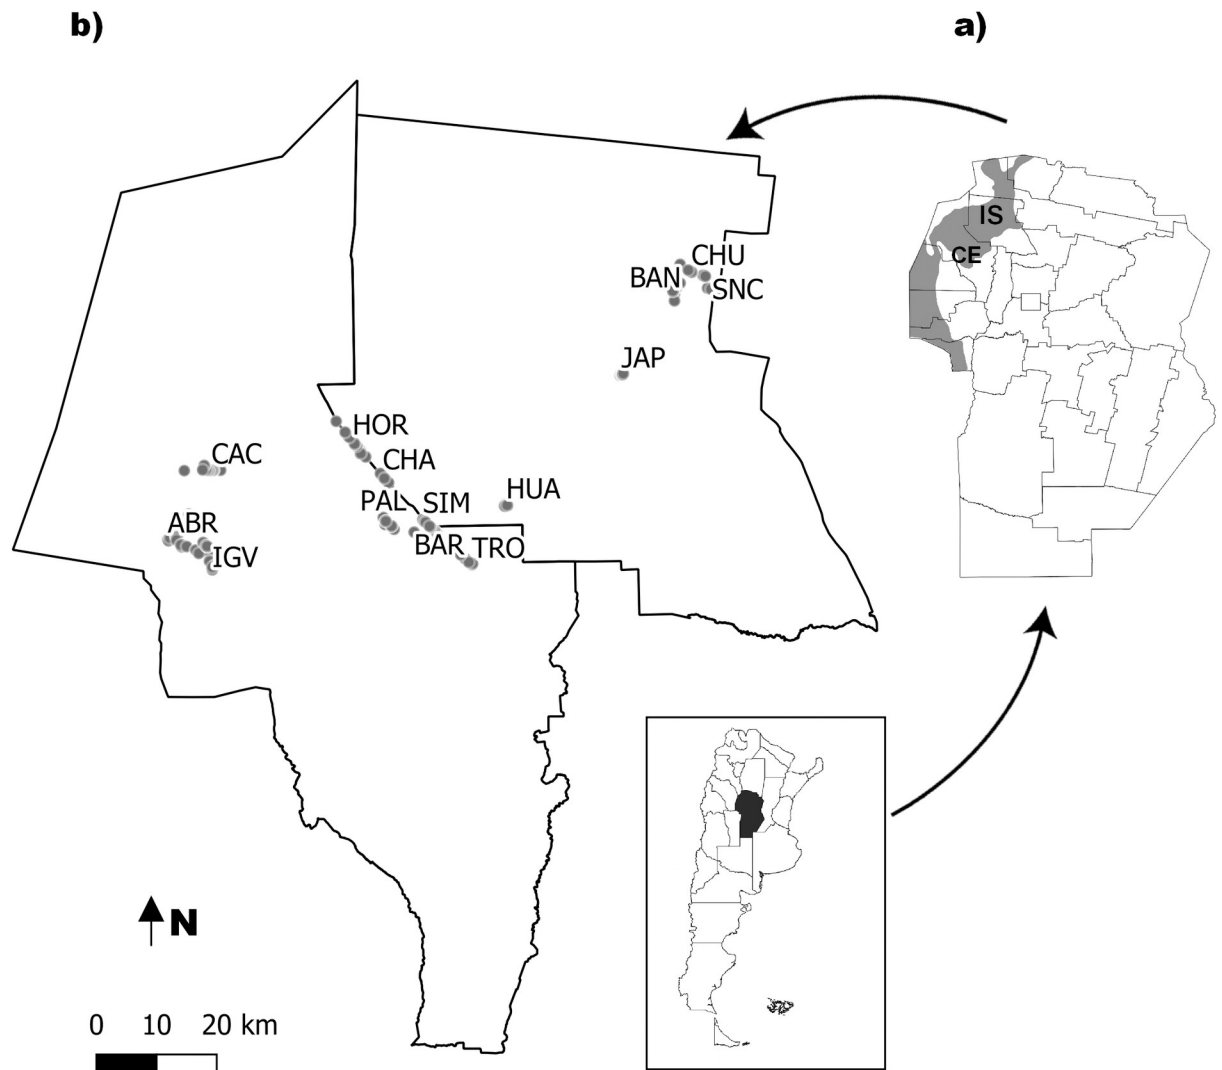 b)
a)
IS
CE
CHU
BAN
SNC
JAP
HOR
CAC
CHA
HUA
PAL SIM
ABR
BAR TRO
IGV
N
0 10 20 km